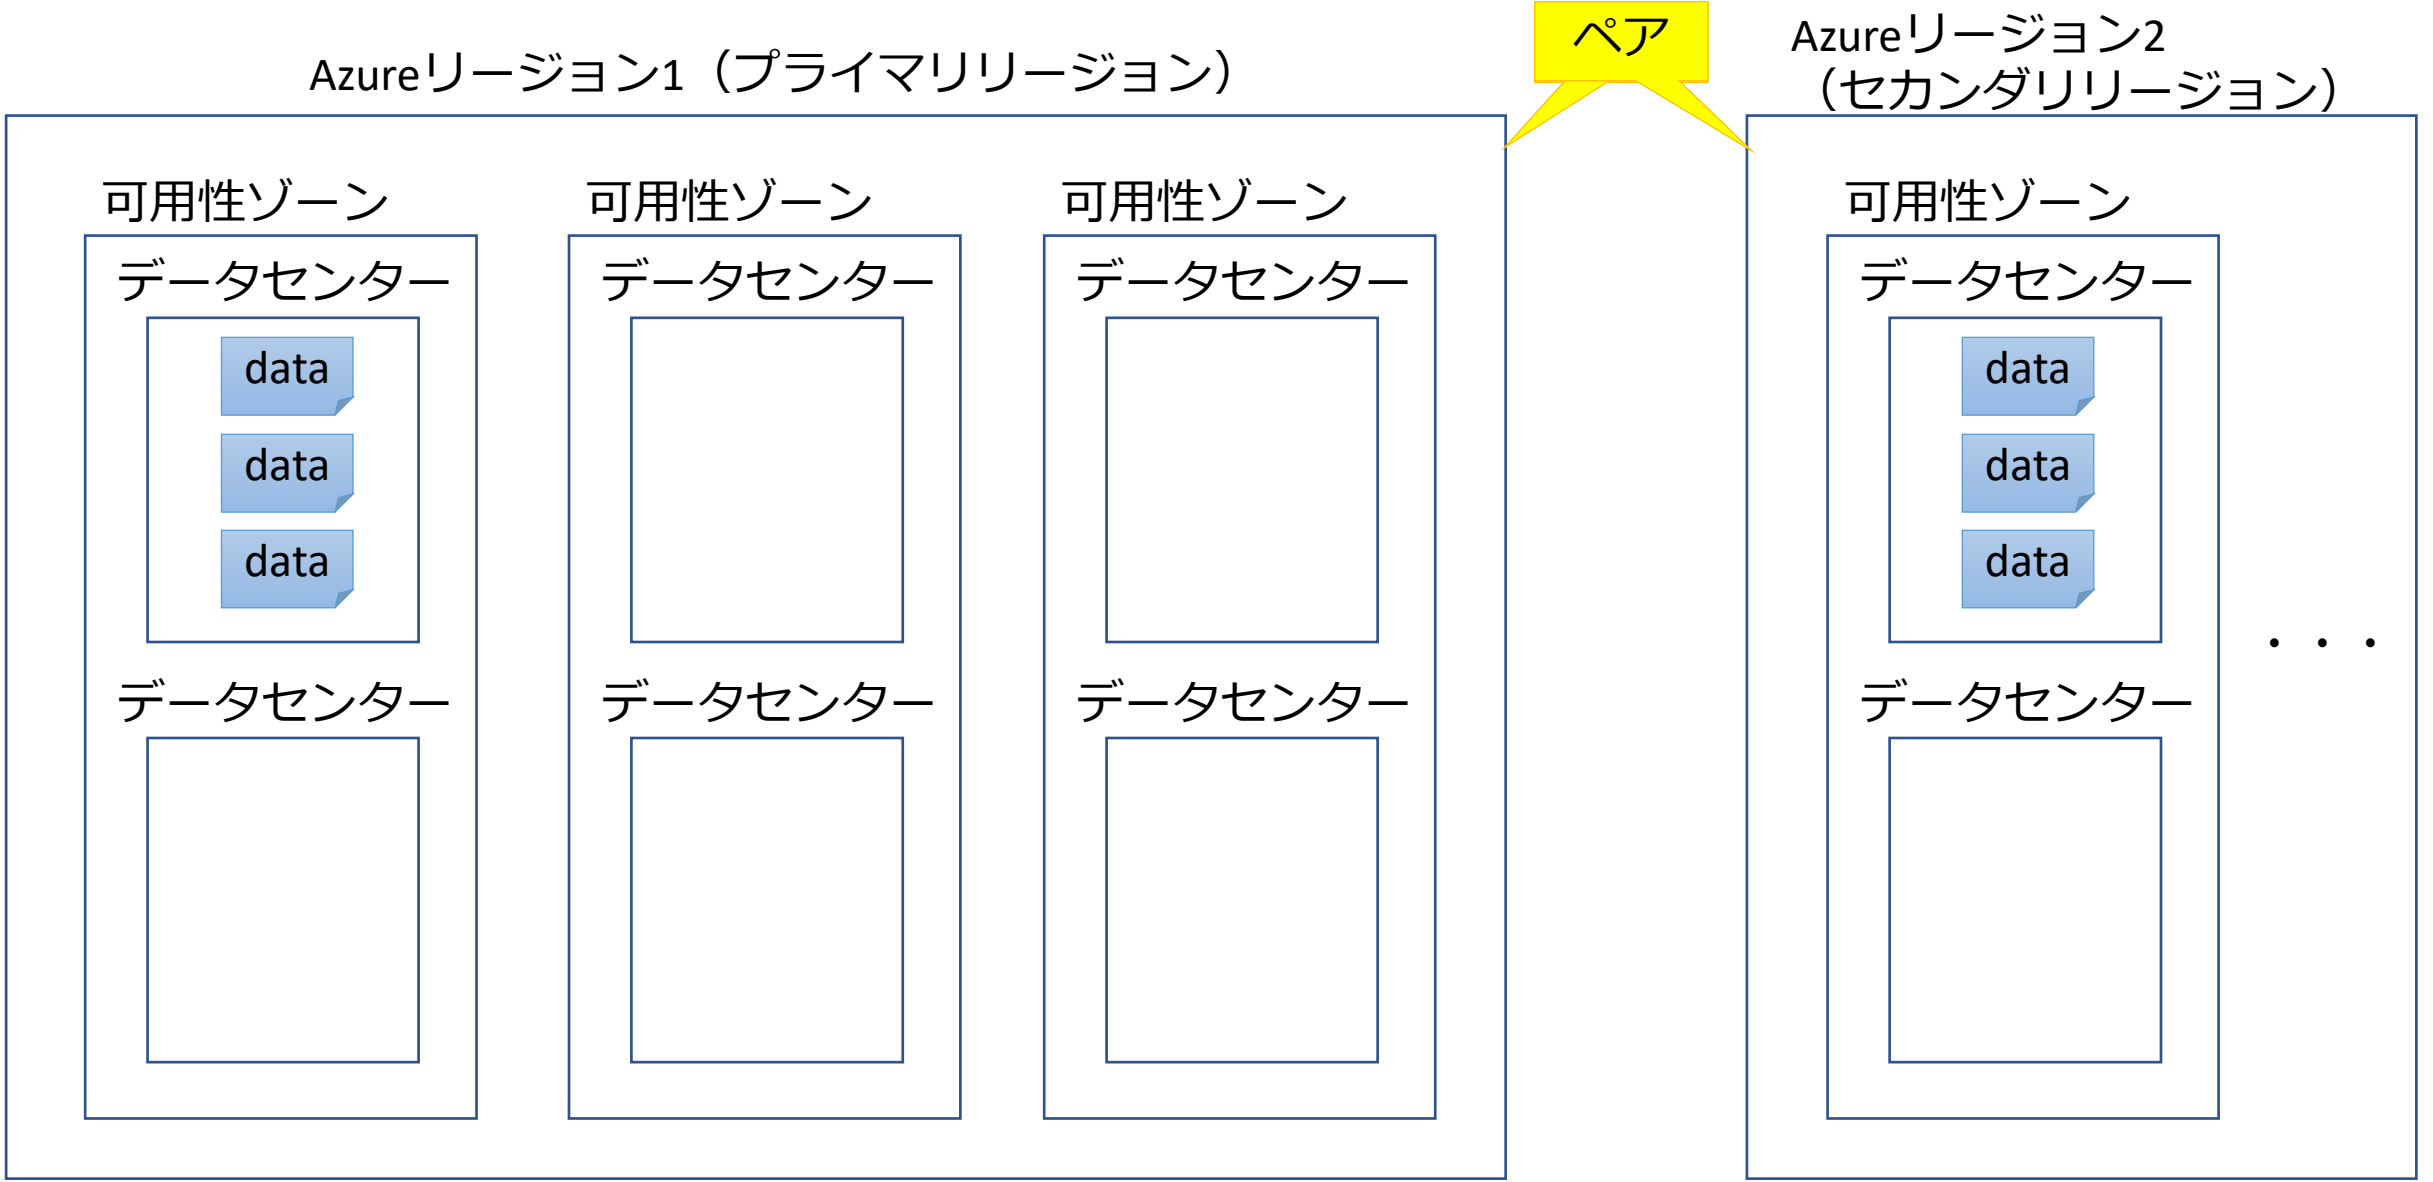 Azureリージョン1（プライマリリージョン）
ペア
Azureリージョン2
（セカンダリリージョン）
可用性ゾーン
データセンター
data
data
data
データセンター
可用性ゾーン
データセンター
データセンター
可用性ゾーン
データセンター
データセンター
可用性ゾーン
データセンター
data
data
data
データセンター
・・・